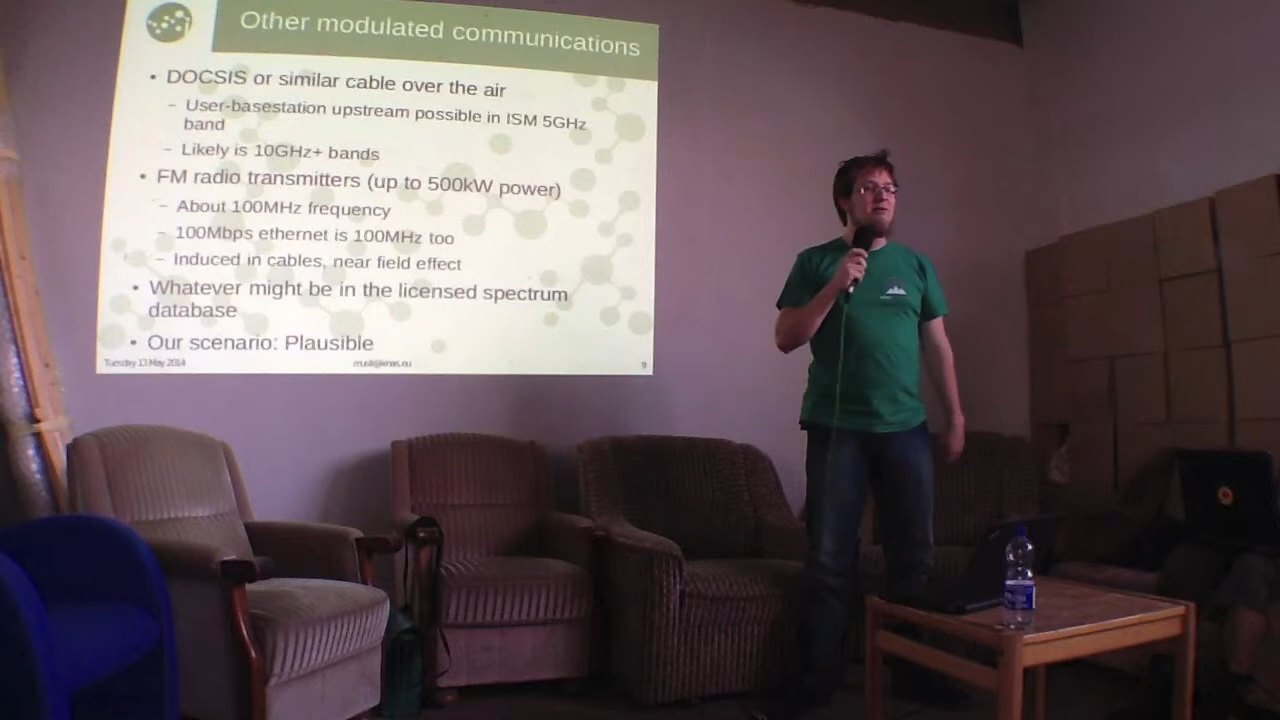 Other modulated communications
• DOCSIS or similar cable over the air
– User-basestation upstream possible in ISM 5GHz
band
– Likely is 10GHz+ bands
• FM radio transmitters (up to 500kW power)
– About 100MHz frequency
– 100Mbps ethernet is 100MHz too
– Induced in cables, near field effect
• Whatever might be in the licensed spectrum
database
• Our scenario: Plausible
Tuesday 13 May 2014
9